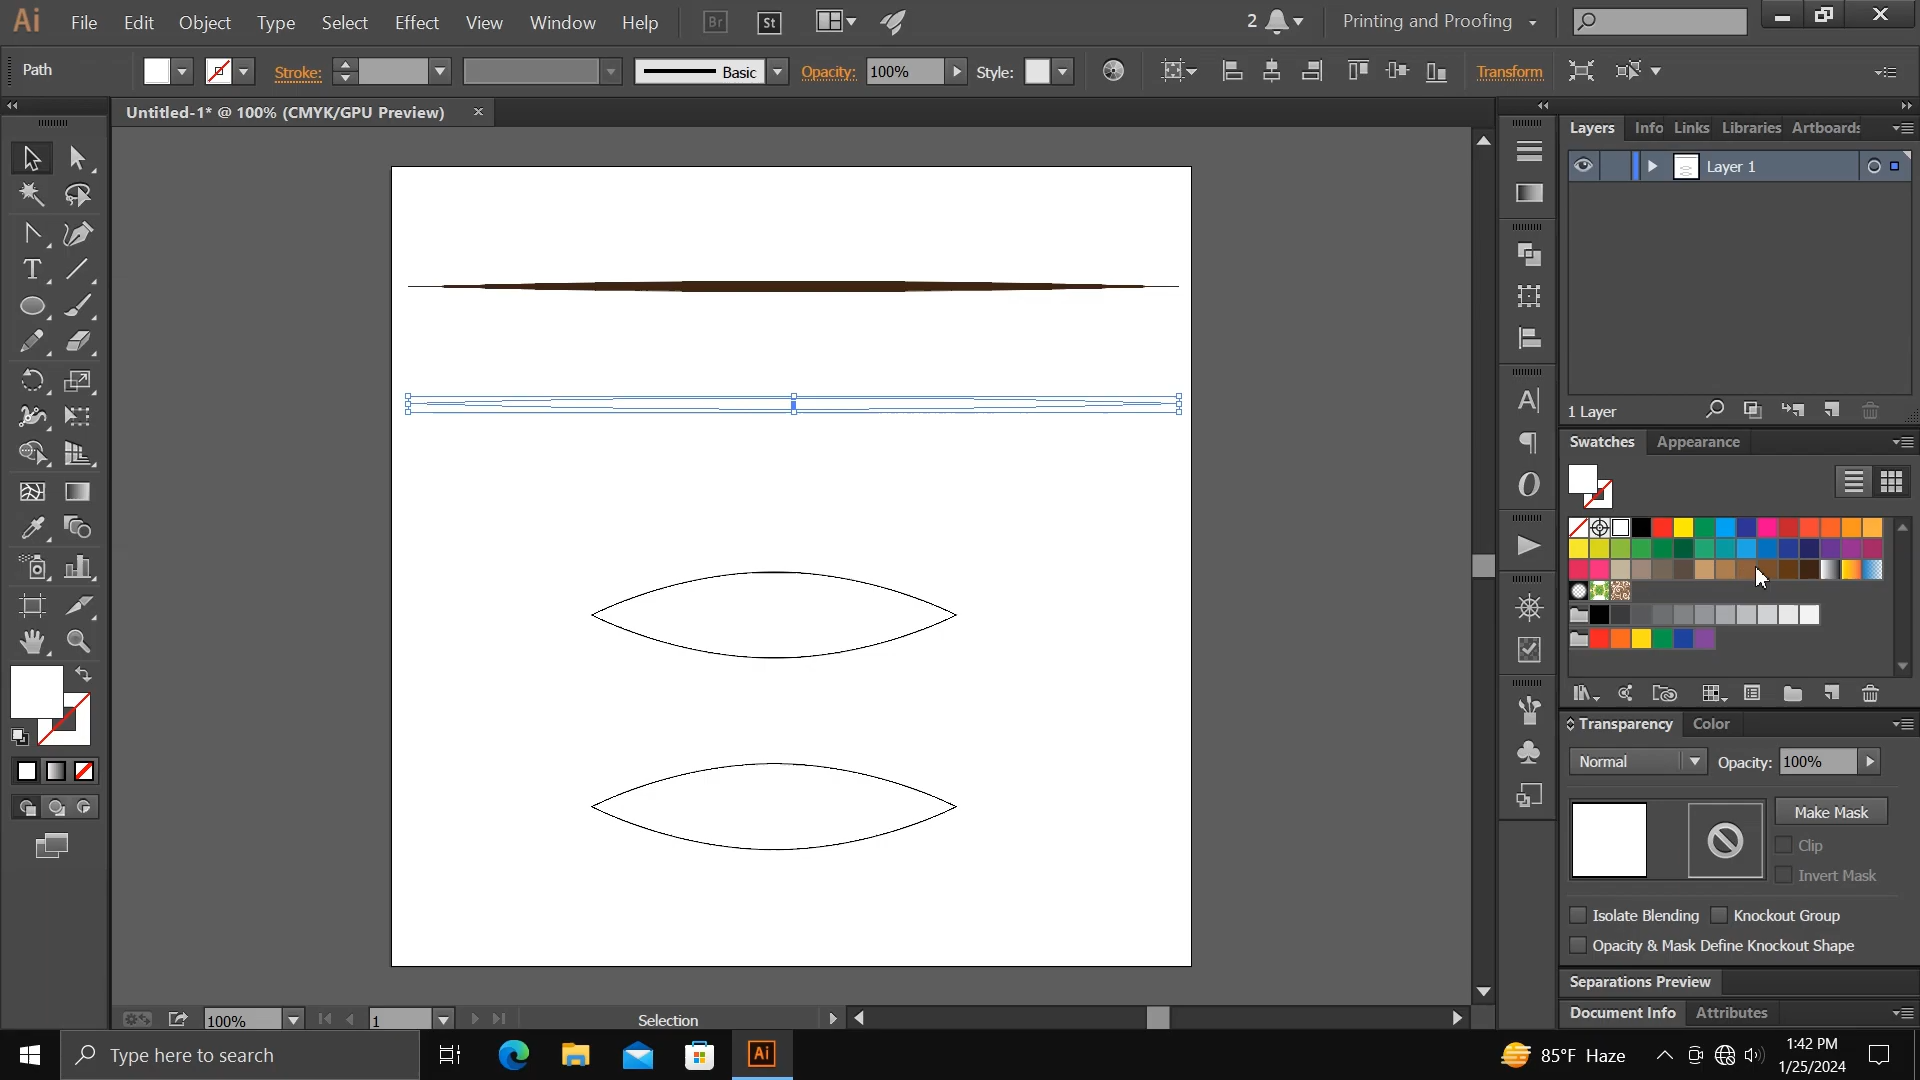 Ai File Edit Object Type Select Effect View Window Help Br St 2 Printing and Proofing
Path Stroke: Basic Opacity: 100% Style: Transform
Untitled-1* @ 100% (CMYK/GPU Preview)
Layers Info Links Libraries Artboards
Layer 1
1 Layer
Swatches Appearance
Transparency Color
Normal Opacity: 100%
Make Mask
Clip
Invert Mask
Isolate Blending Knockout Group
Opacity & Mask Define Knockout Shape
Separations Preview
Document Info Attributes
100% 1 Selection
Type here to search Ai 85°F Haze 1:42 PM
1/25/2024